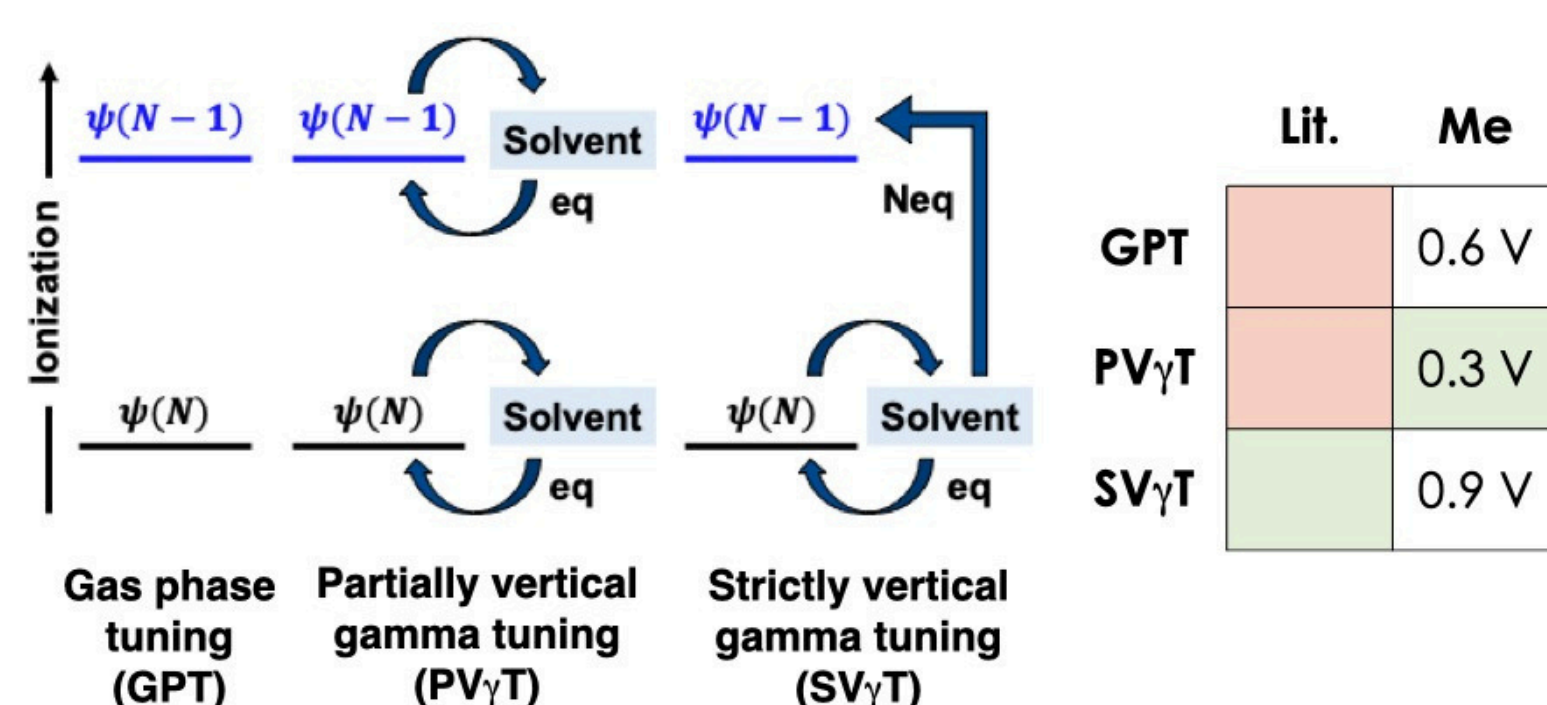 Ionization
ψ(N − 1)
ψ(N − 1)
Solvent
eq
ψ(N − 1)
Neq
ψ(N)
ψ(N)
Solvent
eq
ψ(N)
Solvent
eq
Gas phase
tuning
(GPT)
Partially vertical
gamma tuning
(PVγT)
Strictly vertical
gamma tuning
(SVγT)
Lit. Me
GPT 0.6 V
PVγT 0.3 V
SVγT 0.9 V